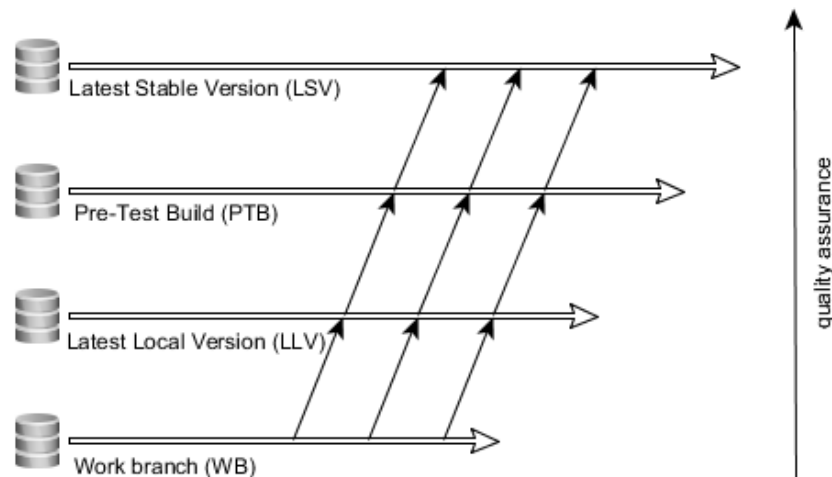 Latest Stable Version (LSV)
Pre-Test Build (PTB)
Latest Local Version (LLV)
Work branch (WB)
quality assurance